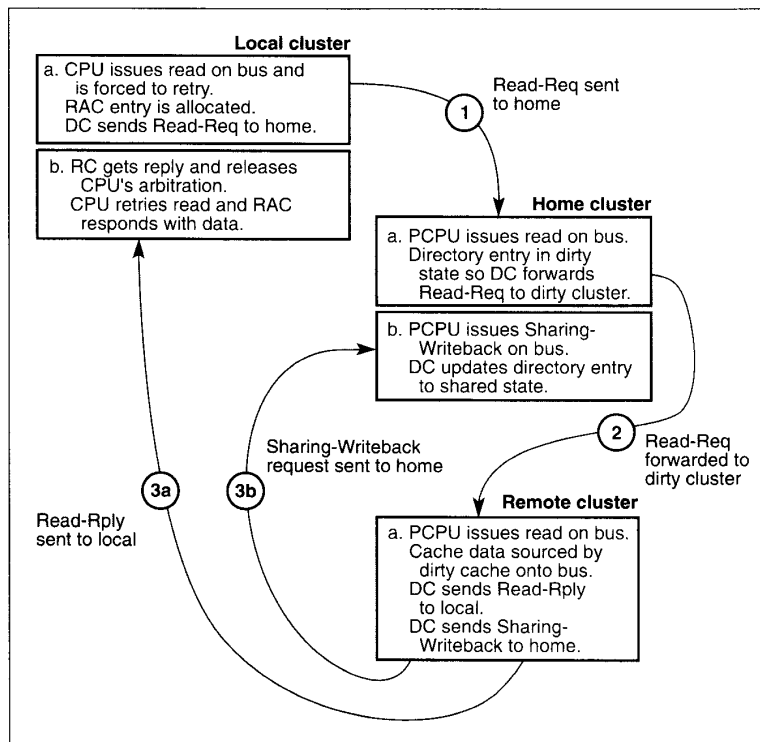 Local cluster
a. CPU issues read on bus and
is forced to retry.
RAC entry is allocated.
DC sends Read-Req to home.
b. RC gets reply and releases
CPU's arbitration.
CPU retries read and RAC
responds with data.
1
Read-Req sent
to home
Home cluster
a. PCPU issues read on bus.
Directory entry in dirty
state so DC forwards
Read-Req to dirty cluster.
b. PCPU issues Sharing-
Writeback on bus.
DC updates directory entry
to shared state.
2
Read-Req
forwarded to
dirty cluster
Sharing-Writeback
request sent to home
3a
3b
Read-Rply
sent to local
Remote cluster
a. PCPU issues read on bus.
Cache data sourced by
dirty cache onto bus.
DC sends Read-Rply
to local.
DC sends Sharing-
Writeback to home.